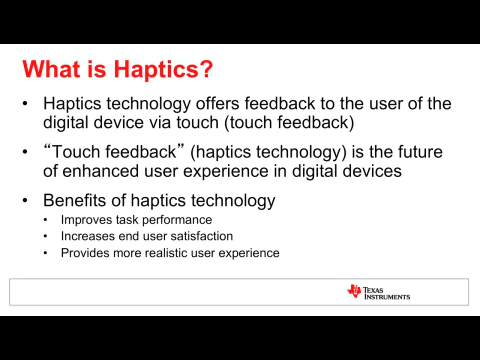 What is Haptics?
• Haptics technology offers feedback to the user of the
digital device via touch (touch feedback)
• “Touch feedback” (haptics technology) is the future
of enhanced user experience in digital devices
• Benefits of haptics technology
• Improves task performance
• Increases end user satisfaction
• Provides more realistic user experience
TEXAS
INSTRUMENTS